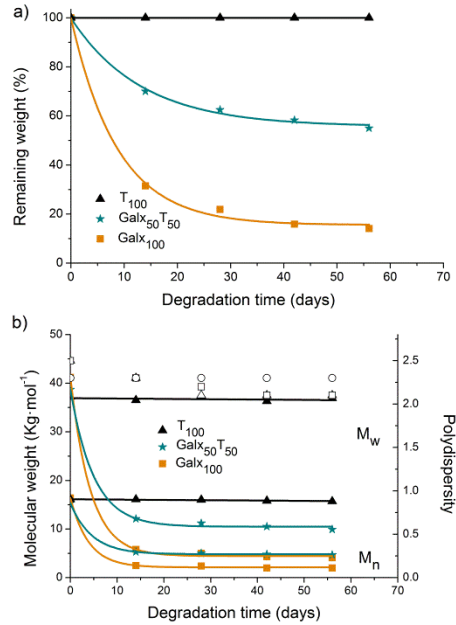 a)
100
80
60
40
20
0
Remaining weight (%)
T100
Galx50T50
Galx100
0 10 20 30 40 50 60 70
Degradation time (days)
b)
50
40
30
20
10
0
Molecular weight (Kg·mol-1)
2.5
2.0
1.5
1.0
0.5
0.0
Polydispersity
T100
Galx50T50
Galx100
Mw
Mn
0 10 20 30 40 50 60 70
Degradation time (days)